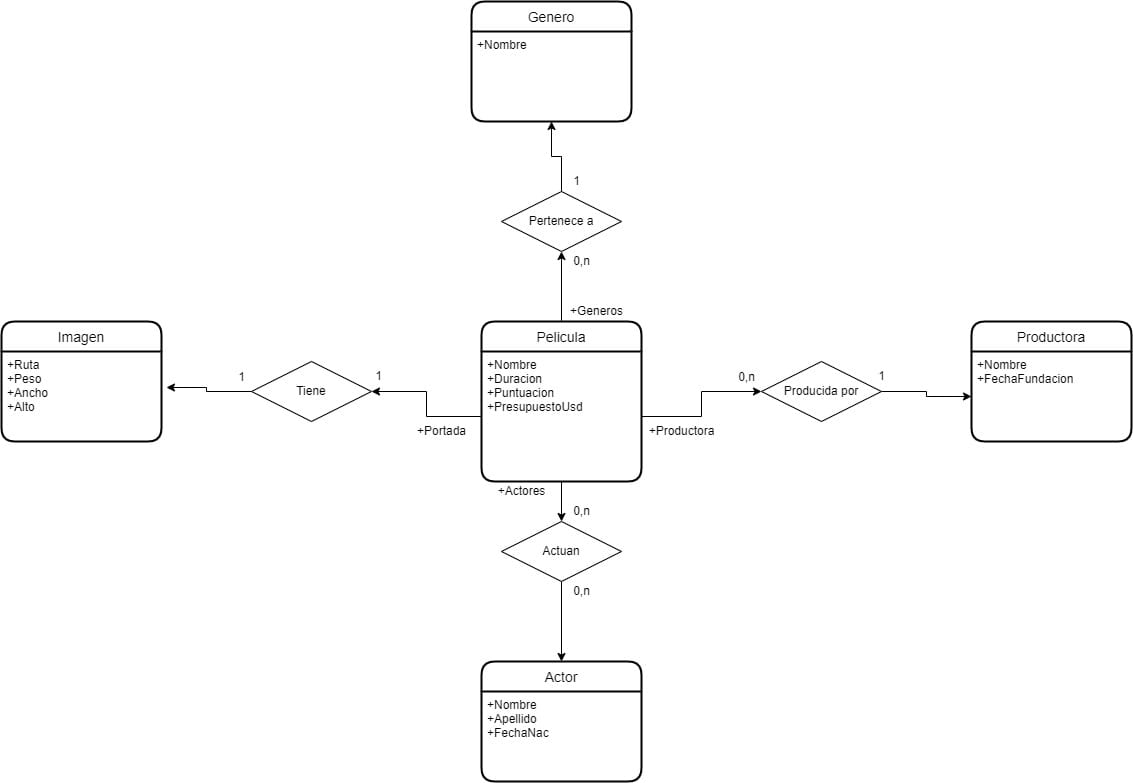 Genero
+Nombre
1
Pertenece a
0,n
+Generos
Imagen
+Ruta
+Peso
+Ancho
+Alto
1
Tiene
1
+Portada
Pelicula
+Nombre
+Duracion
+Puntuacion
+PresupuestoUsd
0,n
Producida por
1
+Productora
Productora
+Nombre
+FechaFundacion
+Actores
0,n
Actuan
0,n
Actor
+Nombre
+Apellido
+FechaNac